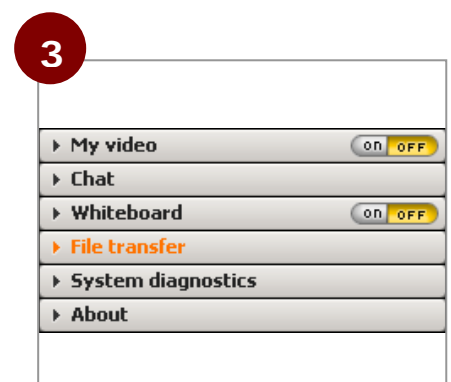 3
My video on OFF
Chat
Whiteboard on OFF
File transfer
System diagnostics
About